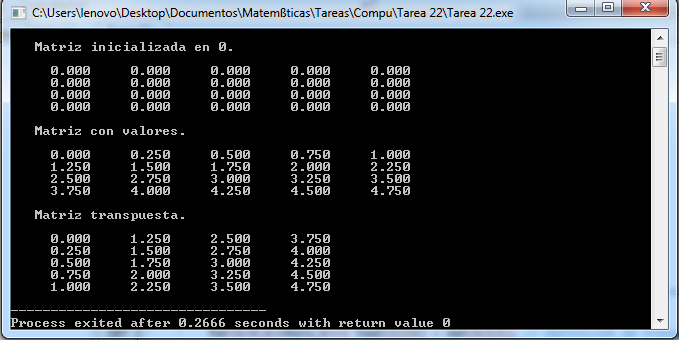 C:\Users\lenovo\Desktop\Documentos\Matemßticas\Tareas\Compu\Tarea 22\Tarea 22.exe
Matriz inicializada en 0.
0.000 0.000 0.000 0.000 0.000
0.000 0.000 0.000 0.000 0.000
0.000 0.000 0.000 0.000 0.000
0.000 0.000 0.000 0.000 0.000
Matriz con valores.
0.000 0.250 0.500 0.750 1.000
1.250 1.500 1.750 2.000 2.250
2.500 2.750 3.000 3.250 3.500
3.750 4.000 4.250 4.500 4.750
Matriz transpuesta.
0.000 1.250 2.500 3.750
0.250 1.500 2.750 4.000
0.500 1.750 3.000 4.250
0.750 2.000 3.250 4.500
1.000 2.250 3.500 4.750
--------------------------------
Process exited after 0.2666 seconds with return value 0